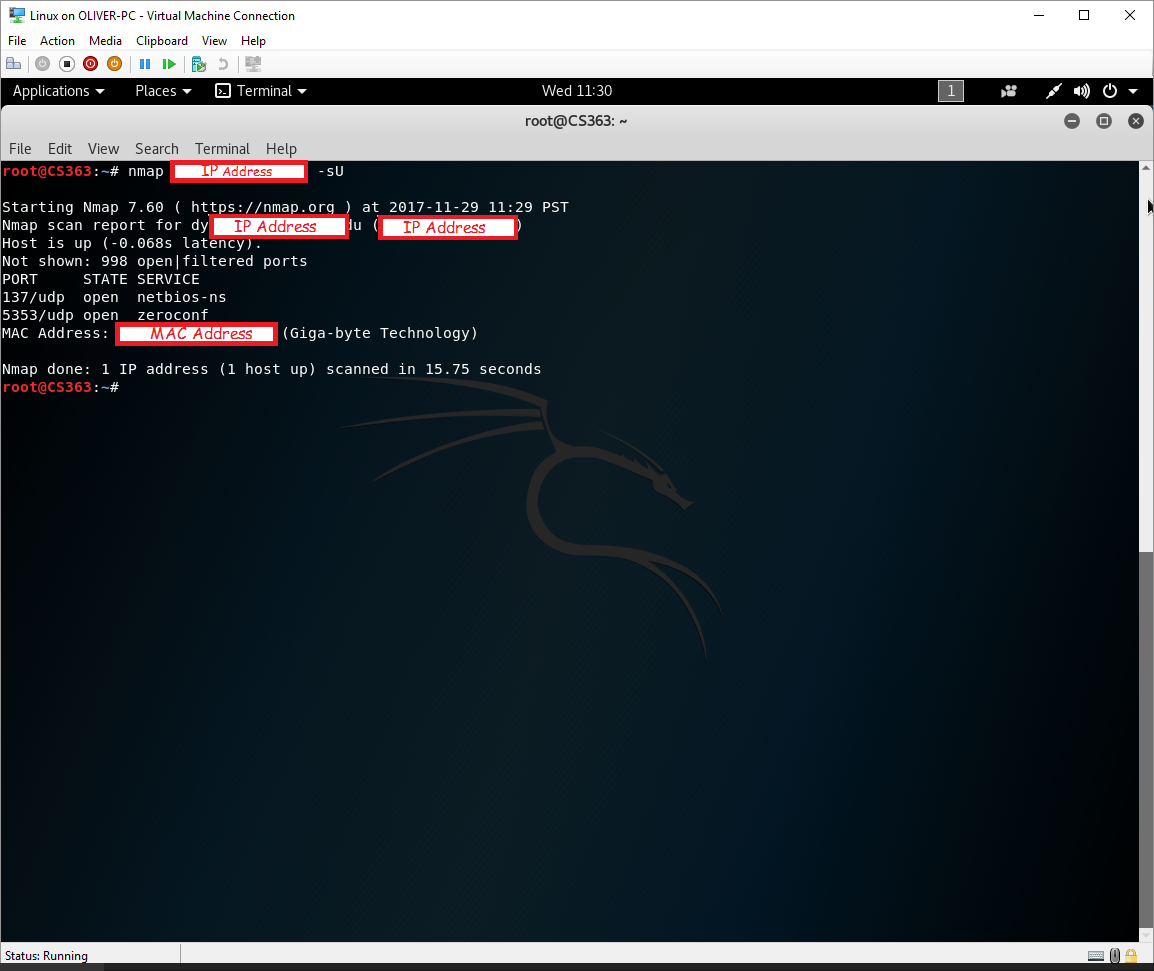 Linux on OLIVER-PC - Virtual Machine Connection
File Action Media Clipboard View Help
Applications Places Terminal Wed 11:30 1
root@CS363: ~
File Edit View Search Terminal Help
root@CS363:~# nmap IP Address -sU
Starting Nmap 7.60 ( https://nmap.org ) at 2017-11-29 11:29 PST
Nmap scan report for dy IP Address du ( IP Address )
Host is up (-0.068s latency).
Not shown: 998 open|filtered ports
PORT STATE SERVICE
137/udp open netbios-ns
5353/udp open zeroconf
MAC Address: MAC Address (Giga-byte Technology)
Nmap done: 1 IP address (1 host up) scanned in 15.75 seconds
root@CS363:~#
Status: Running